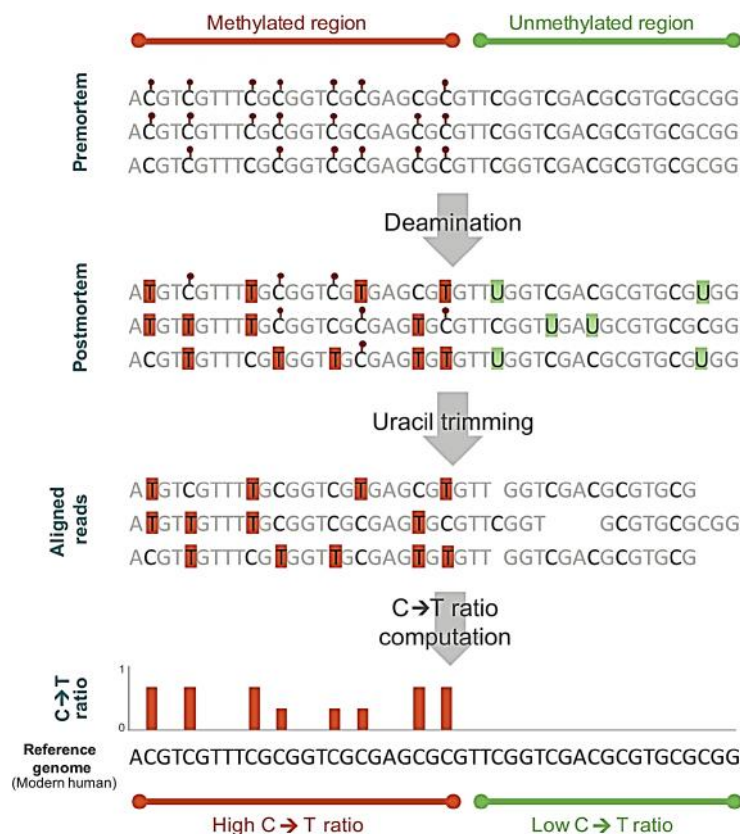 Methylated region
Unmethylated region
Premortem
ACGTCGTTTCGCGGTCGCGAGCGCGTTCGGTCGACGCGTGCGCGG
ACGTCGTTTCGCGGTCGCGAGCGCGTTCGGTCGACGCGTGCGCGG
ACGTCGTTTCGCGGTCGCGAGCGCGTTCGGTCGACGCGTGCGCGG
Deamination
Postmortem
ATGTCGTTTTGCGGTCGTGAGCGTGTTUGGTCGACGCGTGCGUGG
ATGTTGTTTTGCGGTCGCGAGTGCGTTCGGTUGAUGCGTGCGCGG
ACGTTGTTTCGTGGTTGCGAGTGTGTTUGGTCGACGCGTGCGUGG
Uracil trimming
Aligned
reads
ATGTCGTTTTGCGGTCGTGAGCGTGTT GGTCGACGCGTGCG
ATGTTGTTTTGCGGTCGCGAGTGCGTTCGGT GCGTGCGCGG
ACGTTGTTTCGTGGTTGCGAGTGTGTT GGTCGACGCGTGCG
C→T ratio
computation
C→T
ratio
1
0
Reference
genome
(Modern human)
ACGTCGTTTCGCGGTCGCGAGCGCGTTCGGTCGACGCGTGCGCGG
High C → T ratio
Low C → T ratio